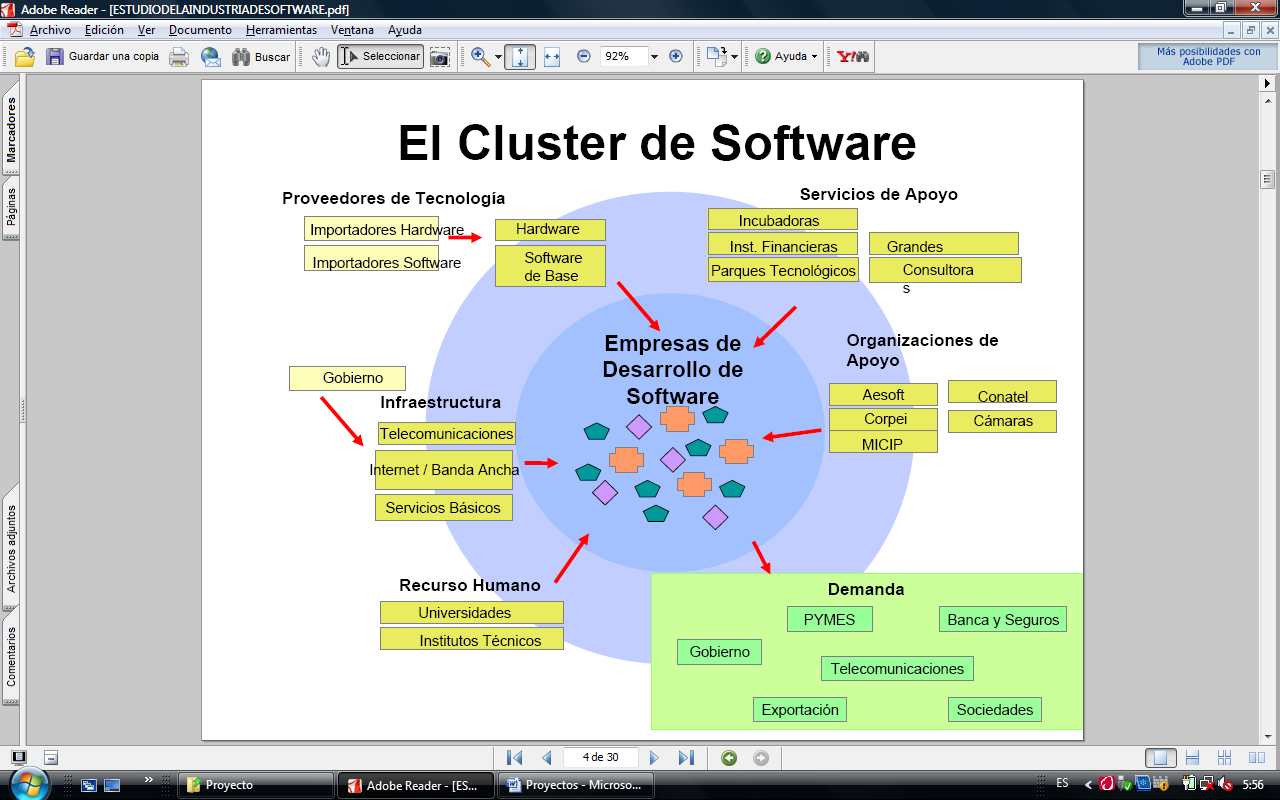 Adobe Reader - [ESTUDIODELAINDUSTRIADESOFTWARE.pdf]
Archivo Edición Ver Documento Herramientas Ventana Ayuda
Guardar una copia Buscar Seleccionar 92% Ayuda Y!
Más posibilidades con
Adobe PDF
Marcadores
Páginas
Archivos adjuntos
Comentarios
El Cluster de Software
Proveedores de Tecnología
Importadores Hardware
Importadores Software
Hardware
Software
de Base
Servicios de Apoyo
Incubadoras
Inst. Financieras
Parques Tecnológicos
Grandes
Consultora
s
Empresas de
Desarrollo de
Software
Organizaciones de
Apoyo
Aesoft
Corpei
MICIP
Conatel
Cámaras
Gobierno
Infraestructura
Telecomunicaciones
Internet / Banda Ancha
Servicios Básicos
Recurso Humano
Universidades
Institutos Técnicos
Demanda
PYMES
Banca y Seguros
Gobierno
Telecomunicaciones
Exportación
Sociedades
4 de 30
Proyecto
Adobe Reader - [ES...
Proyectos - Microso...
ES
5:56